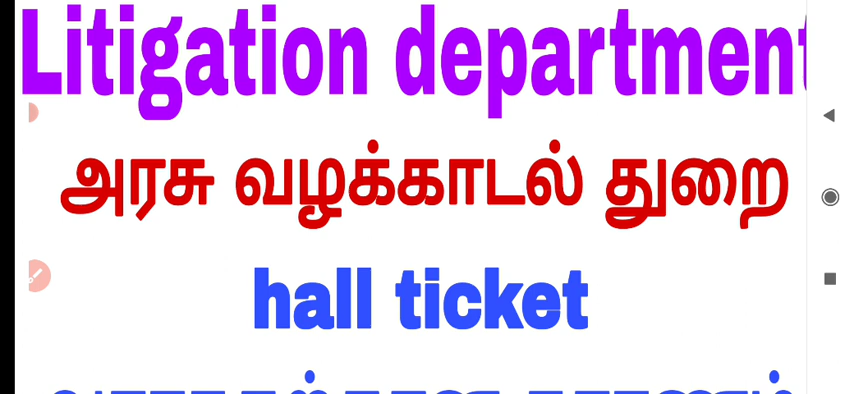 Litigation department
அரசு வழக்காடல் துறை
hall ticket